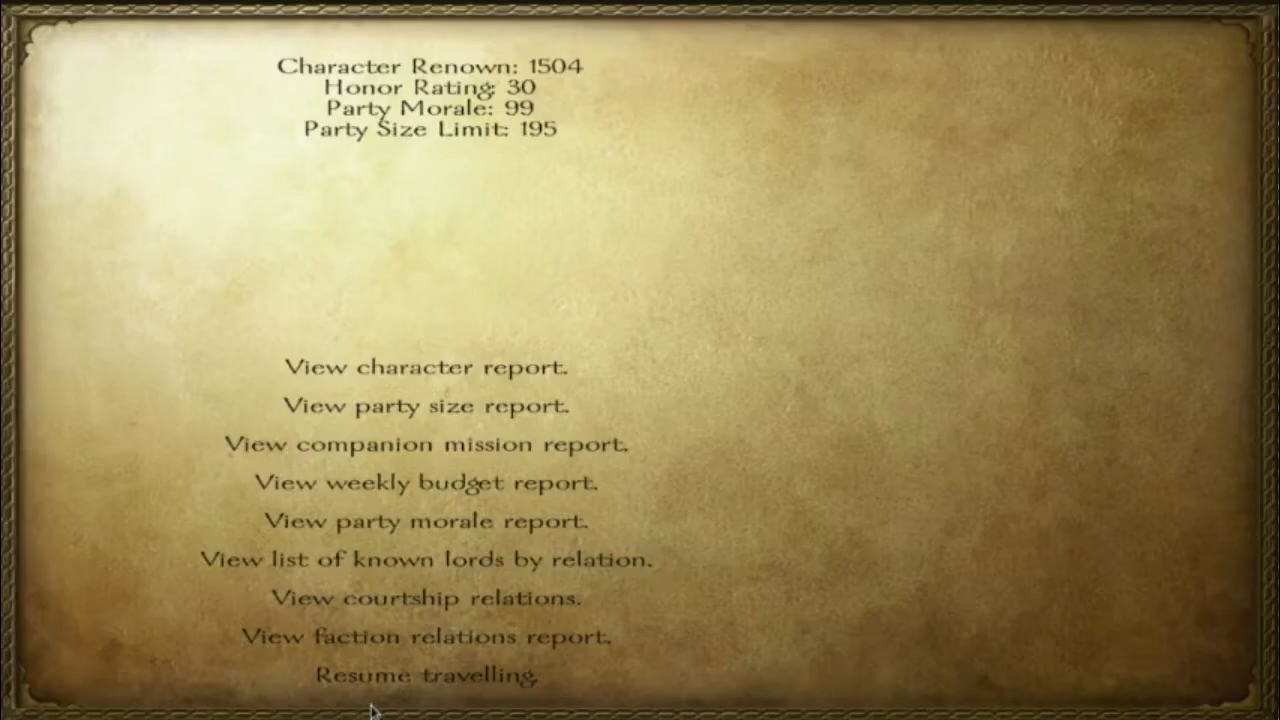 Character Renown: 1504
Honor Rating: 30
Party Morale: 99
Party Size Limit: 195
View character report.
View party size report.
View companion mission report.
View weekly budget report.
View party morale report.
View list of known lords by relation.
View courtship relations.
View faction relations report.
Resume travelling.